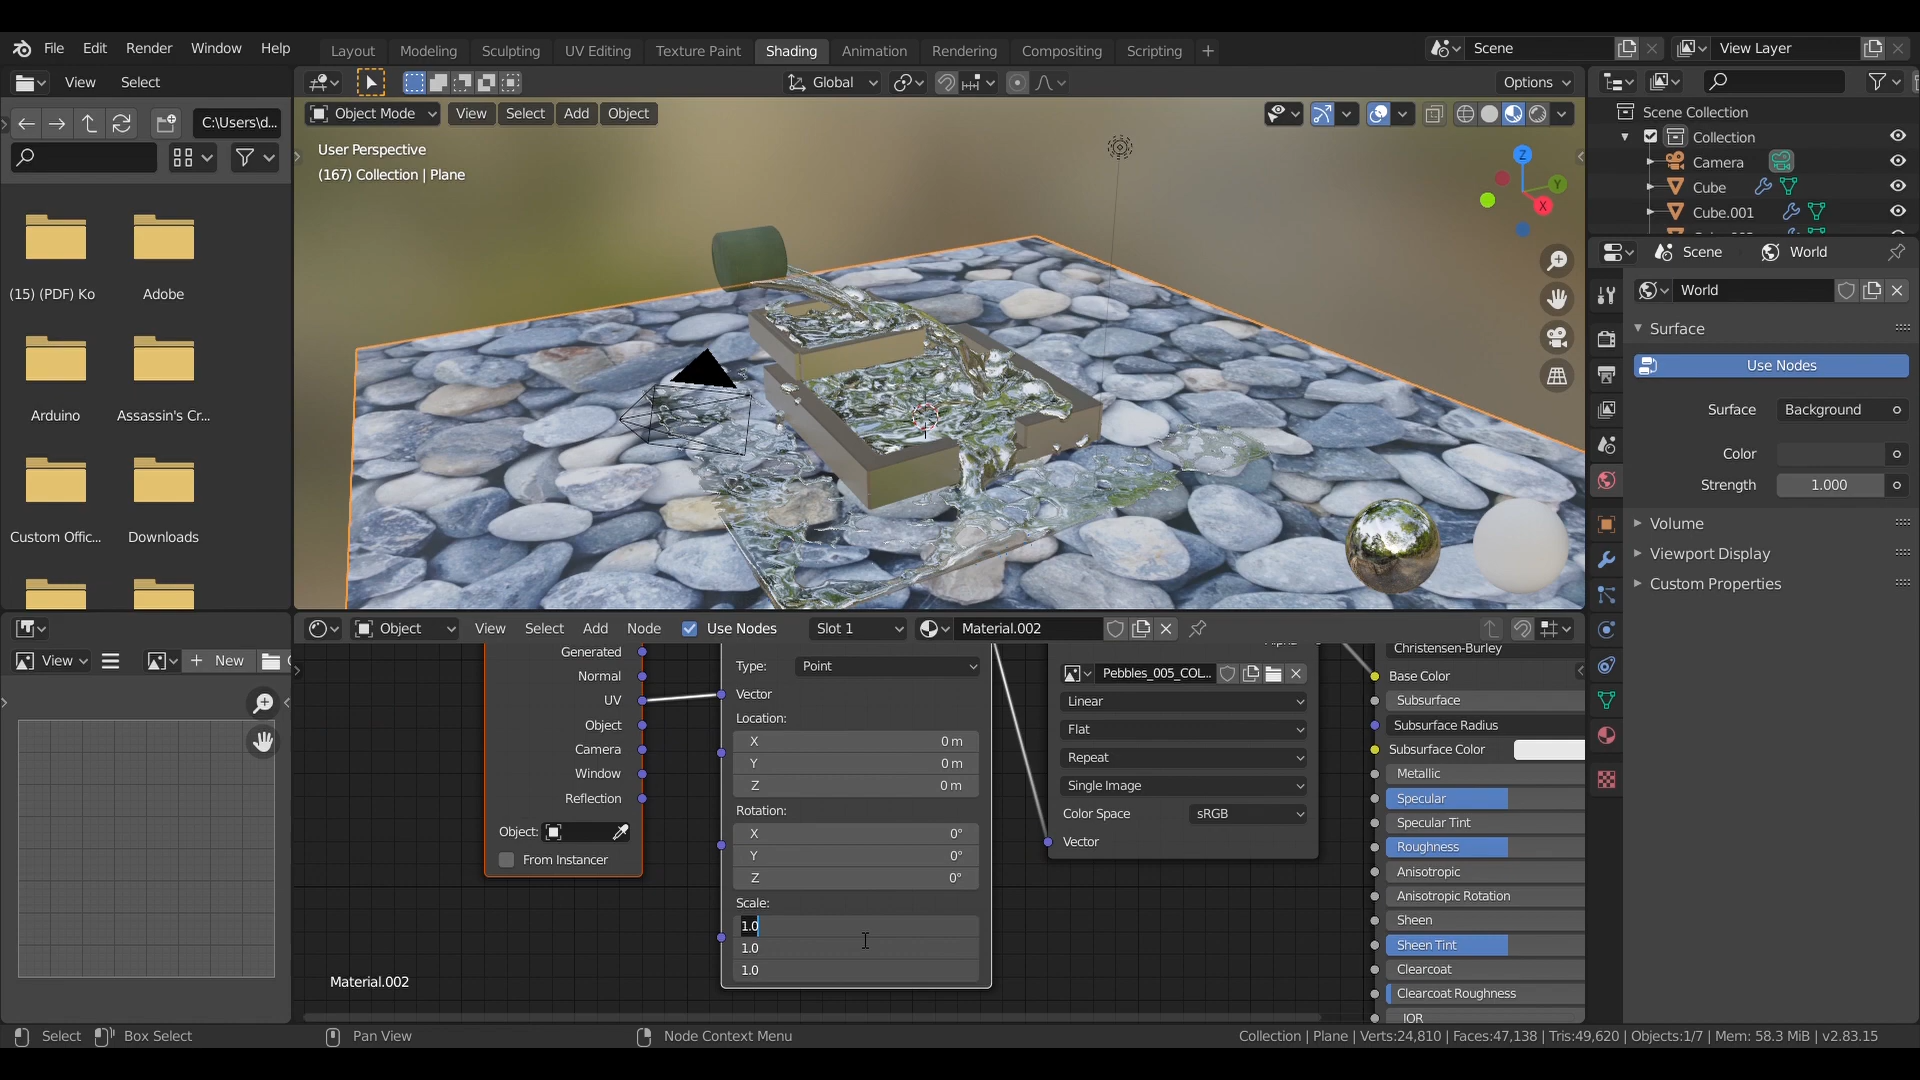 File Edit Render Window Help
Layout Modeling Sculpting UV Editing Texture Paint Shading Animation Rendering Compositing Scripting +
Scene
View Layer
View Select
Global
Options
C:\Users\d...
Object Mode View Select Add Object
User Perspective
(167) Collection | Plane
Z
Y
X
(15) (PDF) Ko
Adobe
Arduino
Assassin's Cr...
Custom Offic...
Downloads
Scene Collection
Collection
Camera
Cube
Cube.001
Scene
World
World
Surface
Use Nodes
Surface Background
Color
Strength 1.000
Volume
Viewport Display
Custom Properties
View
New
Object View Select Add Node Use Nodes Slot 1 Material.002
Generated
Normal
UV
Object
Camera
Window
Reflection
Object:
From Instancer
Type: Point
Vector
Location:
X 0 m
Y 0 m
Z 0 m
Rotation:
X 0°
Y 0°
Z 0°
Scale:
1.0
1.0
1.0
Pebbles_005_COL...
Linear
Flat
Repeat
Single Image
Color Space sRGB
Vector
Christensen-Burley
Base Color
Subsurface
Subsurface Radius
Subsurface Color
Metallic
Specular
Specular Tint
Roughness
Anisotropic
Anisotropic Rotation
Sheen
Sheen Tint
Clearcoat
Clearcoat Roughness
IOR
Material.002
Select Box Select Pan View Node Context Menu
Collection | Plane | Verts:24,810 | Faces:47,138 | Tris:49,620 | Objects:1/7 | Mem: 58.3 MiB | v2.83.15